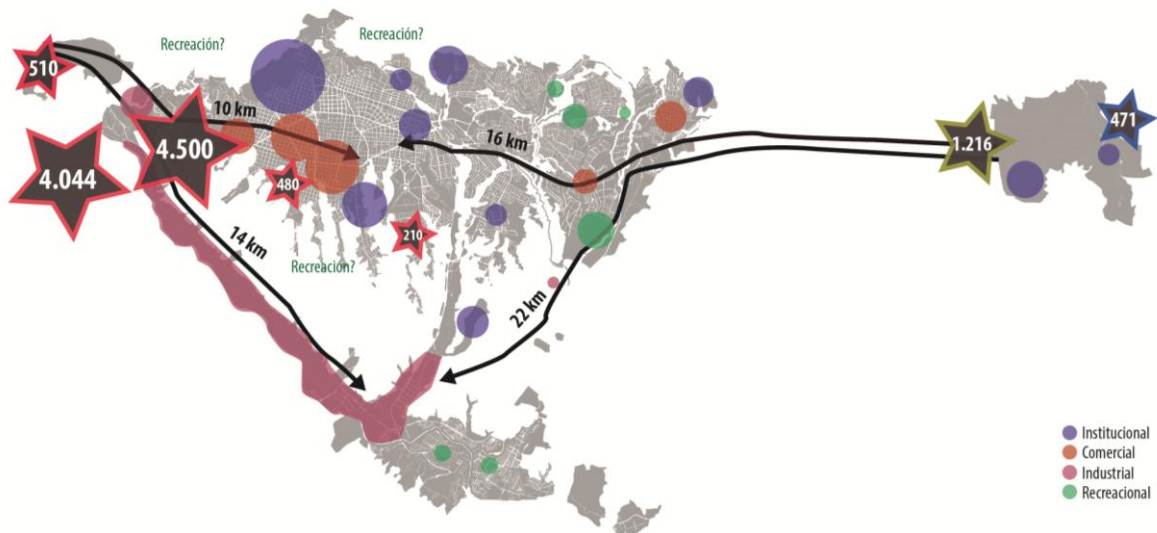 Recreación?
Recreación?
510
10 km
4.500
4.044
480
210
14 km
Recreación?
16 km
22 km
1.216
471
Institucional
Comercial
Industrial
Recreacional